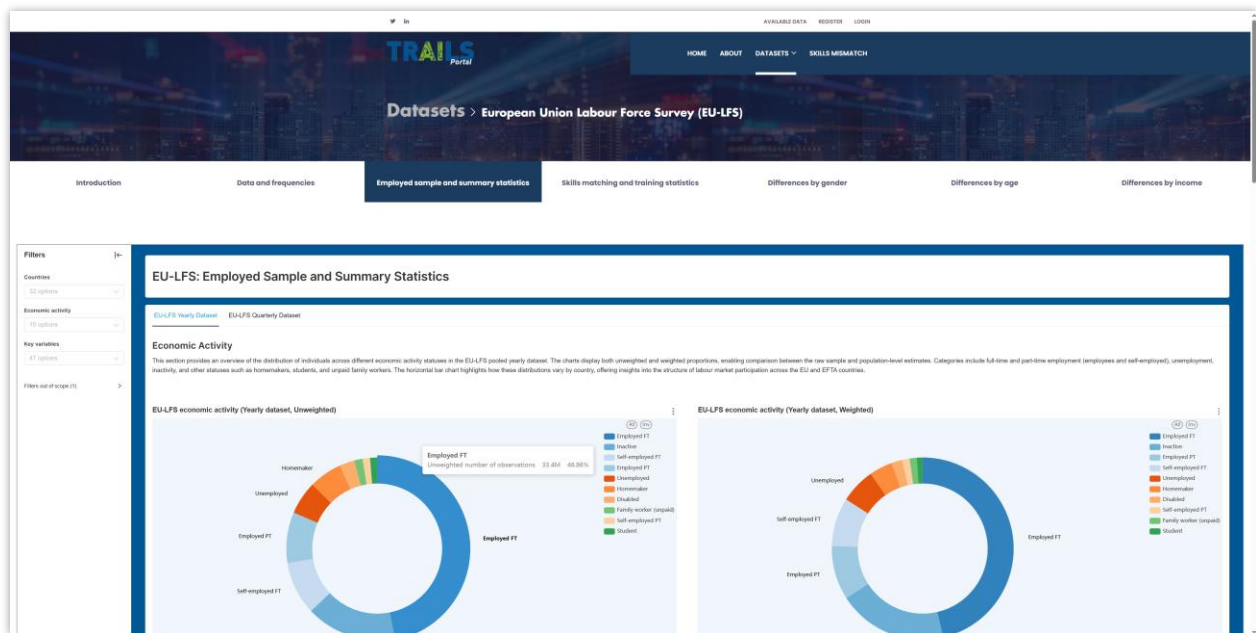 AVAILABLE DATA REGISTER LOGIN
TRAILS
Portal
HOME ABOUT DATASETS SKILLS MISMATCH
Datasets > European Union Labour Force Survey (EU-LFS)
Introduction Data and frequencies Employed sample and summary statistics Skills matching and training statistics Differences by gender Differences by age Differences by income
Filters
Countries
32 options
Economic activity
10 options
Key variables
47 options
Filters out of scope (1)
EU-LFS: Employed Sample and Summary Statistics
EU-LFS Yearly Dataset EU-LFS Quarterly Dataset
Economic Activity
This section provides an overview of the distribution of individuals across different economic activity statuses in the EU-LFS pooled yearly dataset. The charts display both unweighted and weighted proportions, enabling comparison between the raw sample and population-level estimates. Categories include full-time and part-time employment (employees and self-employed), unemployment,
inactivity, and other statuses such as homemakers, students, and unpaid family workers. The horizontal bar chart highlights how these distributions vary by country, offering insights into the structure of labour market participation across the EU and EFTA countries.
EU-LFS economic activity (Yearly dataset, Unweighted)
All Inv
Employed FT
Inactive
Self-employed FT
Employed PT
Unemployed
Homemaker
Disabled
Family worker (unpaid)
Self-employed PT
Student
Employed FT
Unweighted number of observations 33.4M 46.86%
Homemaker
Unemployed
Employed PT
Self-employed FT
Employed FT
EU-LFS economic activity (Yearly dataset, Weighted)
All Inv
Employed FT
Inactive
Employed PT
Self-employed FT
Unemployed
Homemaker
Disabled
Self-employed PT
Family worker (unpaid)
Student
Unemployed
Self-employed FT
Employed PT
Employed FT